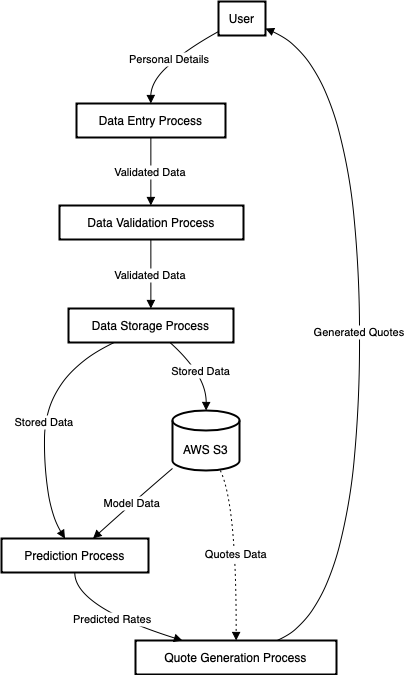 User
Personal Details
Data Entry Process
Validated Data
Data Validation Process
Validated Data
Data Storage Process
Generated Quotes
Stored Data
Stored Data
AWS S3
Model Data
Prediction Process
Quotes Data
Predicted Rates
Quote Generation Process